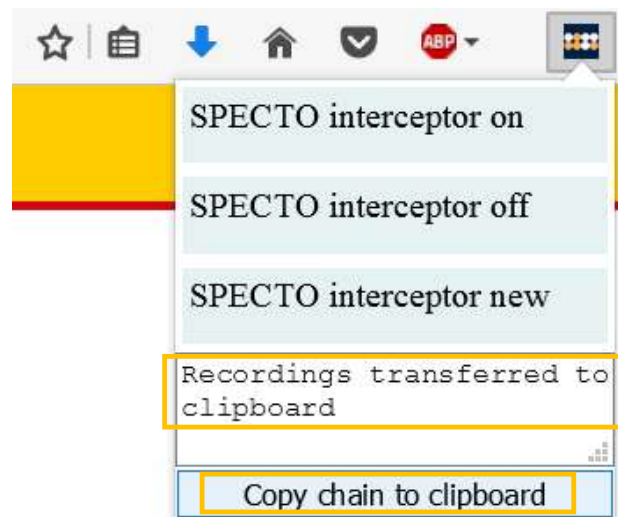 ABP
SPECTO interceptor on
SPECTO interceptor off
SPECTO interceptor new
Recordings transferred to
clipboard
Copy chain to clipboard